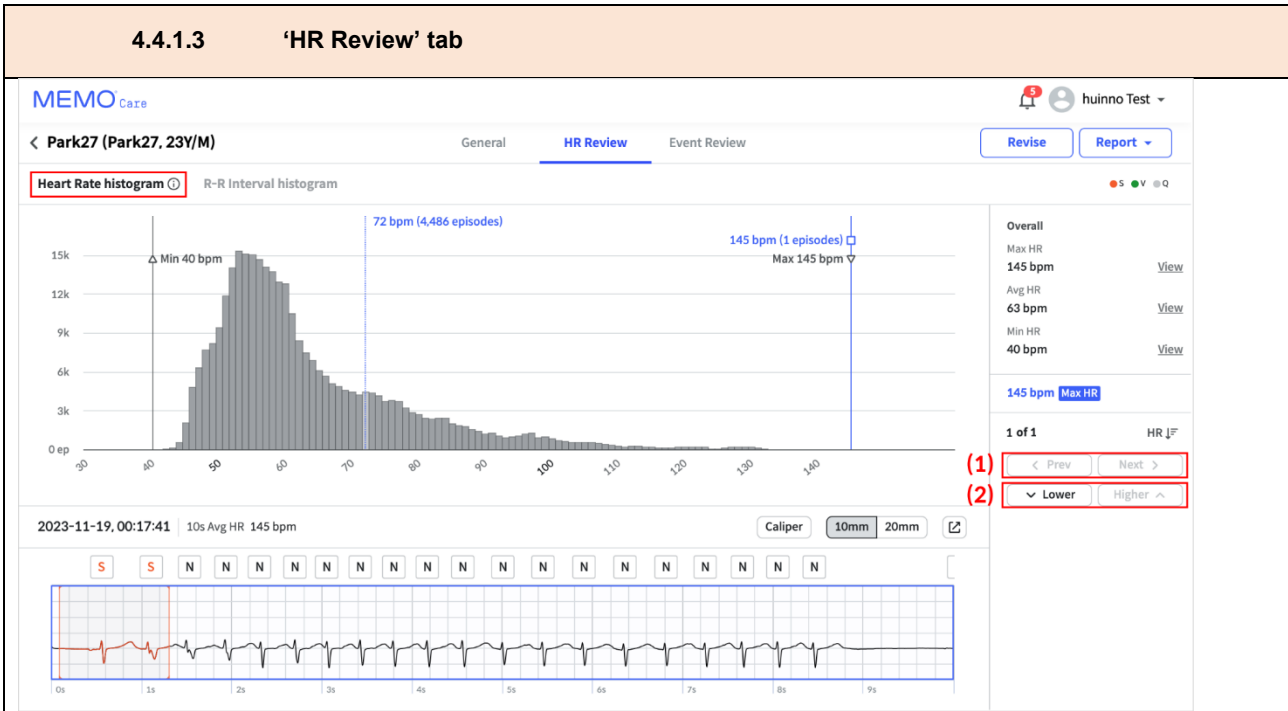 4.4.1.3 ‘HR Review’ tab
MEMO Care
5
huinno Test
Park27 (Park27, 23Y/M)
General HR Review Event Review
Revise Report
Heart Rate histogram R-R Interval histogram
S V Q
72 bpm (4,486 episodes)
145 bpm (1 episodes)
Min 40 bpm
Max 145 bpm
15k
12k
9k
6k
3k
0 ep
30 40 50 60 70 80 90 100 110 120 130 140
Overall
Max HR
145 bpm View
Avg HR
63 bpm View
Min HR
40 bpm View
145 bpm Max HR
1 of 1 HR
(1) < Prev Next >
(2) Lower Higher
2023-11-19, 00:17:41 10s Avg HR 145 bpm
Caliper 10mm 20mm
S S N N N N N N N N N N N N N N N N N N
0s 1s 2s 3s 4s 5s 6s 7s 8s 9s